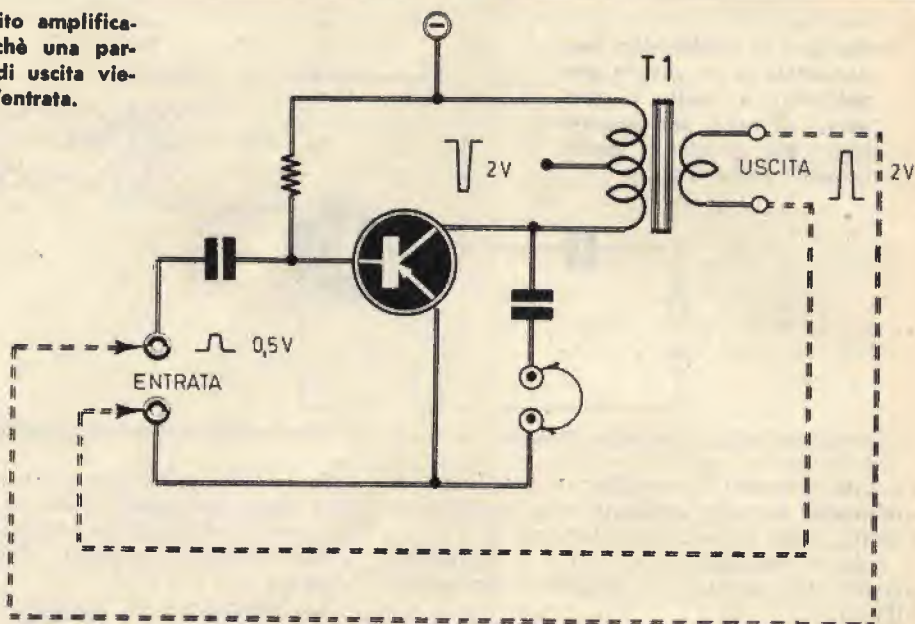 ito amplifica-
chè una par-
di uscita vie-
'entrata.
T1
2V
USCITA
2V
0,5V
ENTRATA